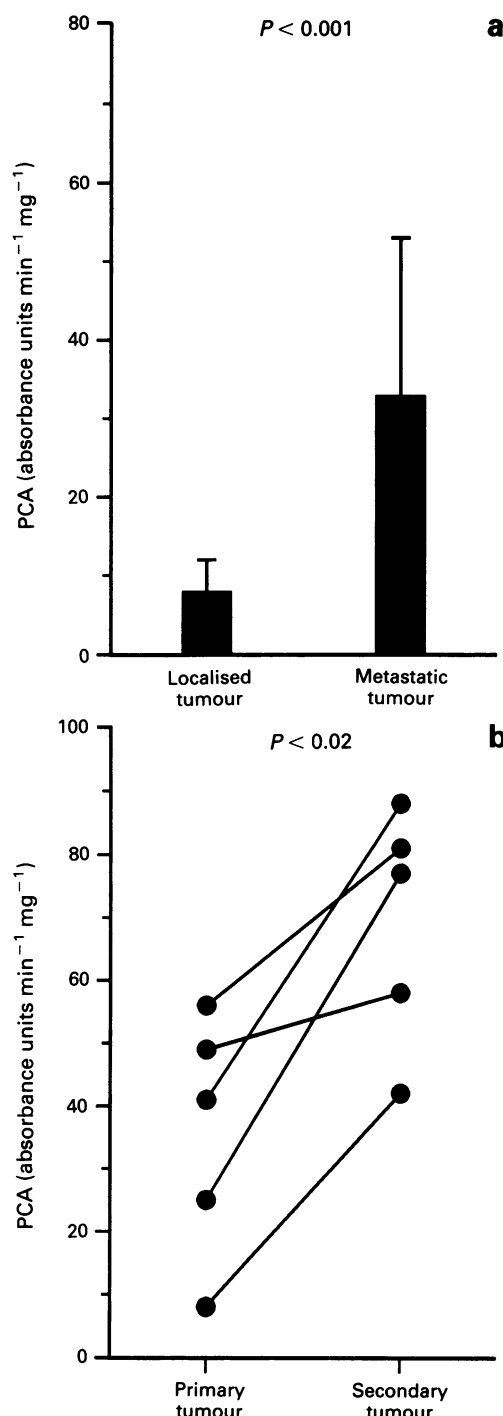 P < 0.001
a
80
60
40
20
0
PCA (absorbance units min⁻¹ mg⁻¹)
Localised
tumour
Metastatic
tumour
P < 0.02
b
100
80
60
40
20
0
PCA (absorbance units min⁻¹ mg⁻¹)
Primary
tumour
Secondary
tumour